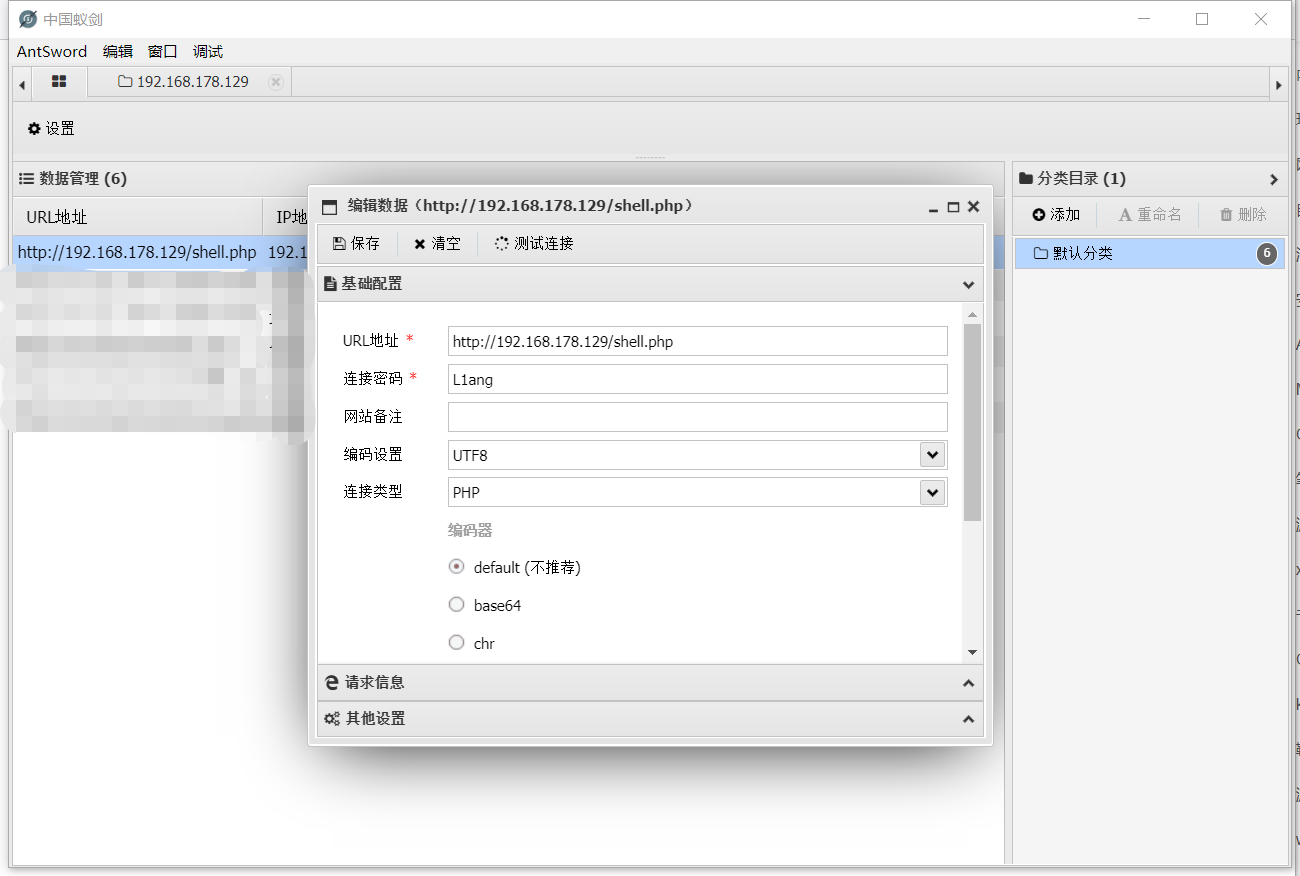 中国蚁剑
AntSword 编辑 窗口 调试
192.168.178.129
设置
数据管理 (6)
URL地址 IP地
http://192.168.178.129/shell.php 192.1
分类目录 (1)
添加 重命名 删除
默认分类 6
编辑数据（http://192.168.178.129/shell.php）
保存 清空 测试连接
基础配置
URL地址 * http://192.168.178.129/shell.php
连接密码 * L1ang
网站备注
编码设置 UTF8
连接类型 PHP
编码器
default (不推荐)
base64
chr
请求信息
其他设置